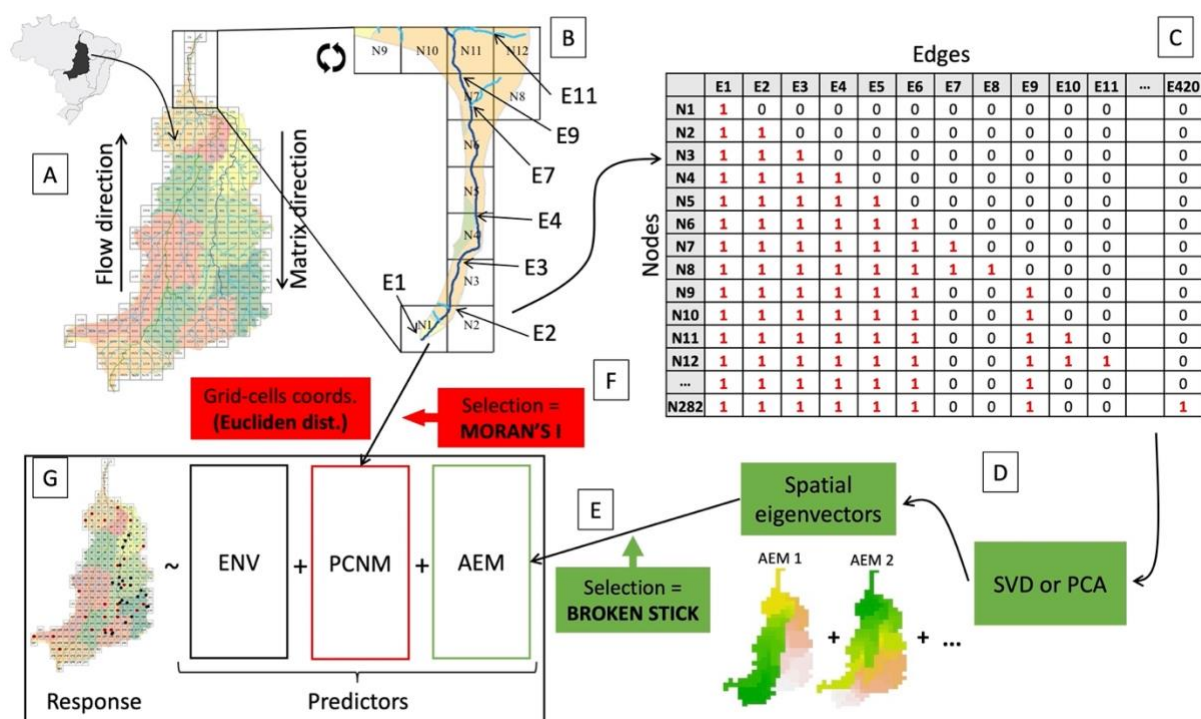 A
Flow direction
Matrix direction
B
N9 N10 N11 N12
N7 N8
N6
N5
N4
N3
N1 N2
E11
E9
E7
E4
E3
E1
E2
C
Edges
Nodes
E1 E2 E3 E4 E5 E6 E7 E8 E9 E10 E11 ... E420
N1 1 0 0 0 0 0 0 0 0 0 0 0
N2 1 1 0 0 0 0 0 0 0 0 0 0
N3 1 1 1 0 0 0 0 0 0 0 0 0
N4 1 1 1 1 0 0 0 0 0 0 0 0
N5 1 1 1 1 1 0 0 0 0 0 0 0
N6 1 1 1 1 1 1 0 0 0 0 0 0
N7 1 1 1 1 1 1 1 0 0 0 0 0
N8 1 1 1 1 1 1 1 1 0 0 0 0
N9 1 1 1 1 1 1 0 0 1 0 0 0
N10 1 1 1 1 1 1 0 0 1 0 0 0
N11 1 1 1 1 1 1 0 0 1 1 0 0
N12 1 1 1 1 1 1 0 0 1 1 1 0
... 1 1 1 1 1 1 0 0 1 0 0 0
N282 1 1 1 1 1 1 0 0 1 0 0 1
F
Grid-cells coords.
(Eucliden dist.)
Selection =
MORAN'S I
D
SVD or PCA
Spatial
eigenvectors
AEM 1 AEM 2
+ + ...
E
Selection =
BROKEN STICK
G
~ ENV + PCNM + AEM
Response
Predictors